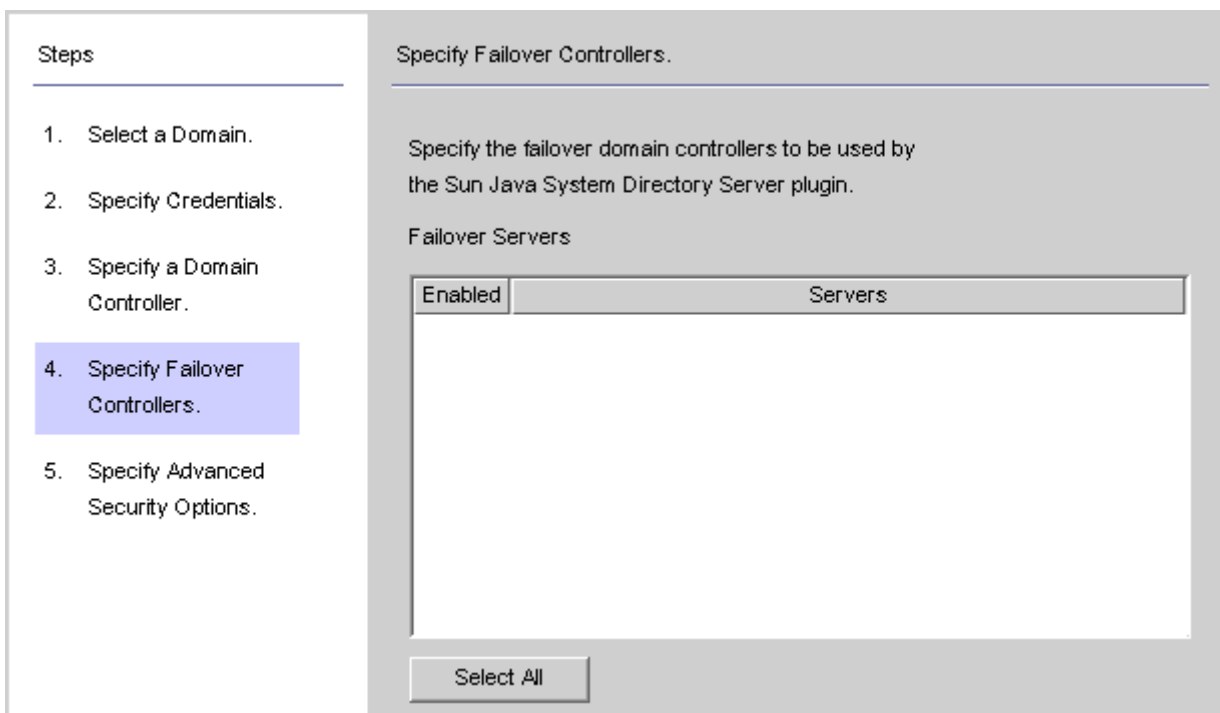 Steps
1. Select a Domain.
2. Specify Credentials.
3. Specify a Domain
Controller.
4. Specify Failover
Controllers.
5. Specify Advanced
Security Options.
Specify Failover Controllers.
Specify the failover domain controllers to be used by
the Sun Java System Directory Server plugin.
Failover Servers
Enabled Servers
Select All